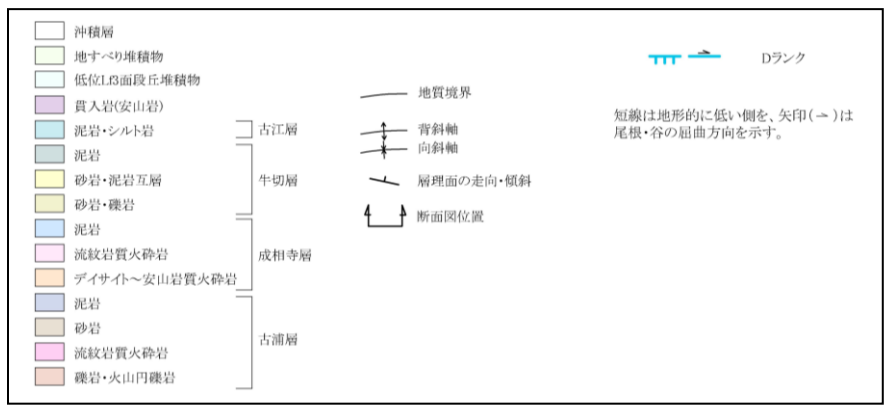 沖積層
地すべり堆積物
低位Lf3面段丘堆積物
貫入岩(安山岩)
泥岩・シルト岩
古江層
泥岩
砂岩・泥岩互層
砂岩・礫岩
牛切層
泥岩
流紋岩質火砕岩
デイサイト～安山岩質火砕岩
成相寺層
泥岩
砂岩
流紋岩質火砕岩
礫岩・火山円礫岩
古浦層
地質境界
背斜軸
向斜軸
層理面の走向・傾斜
断面図位置
Dランク
短線は地形的に低い側を、矢印(⇀)は
尾根・谷の屈曲方向を示す。